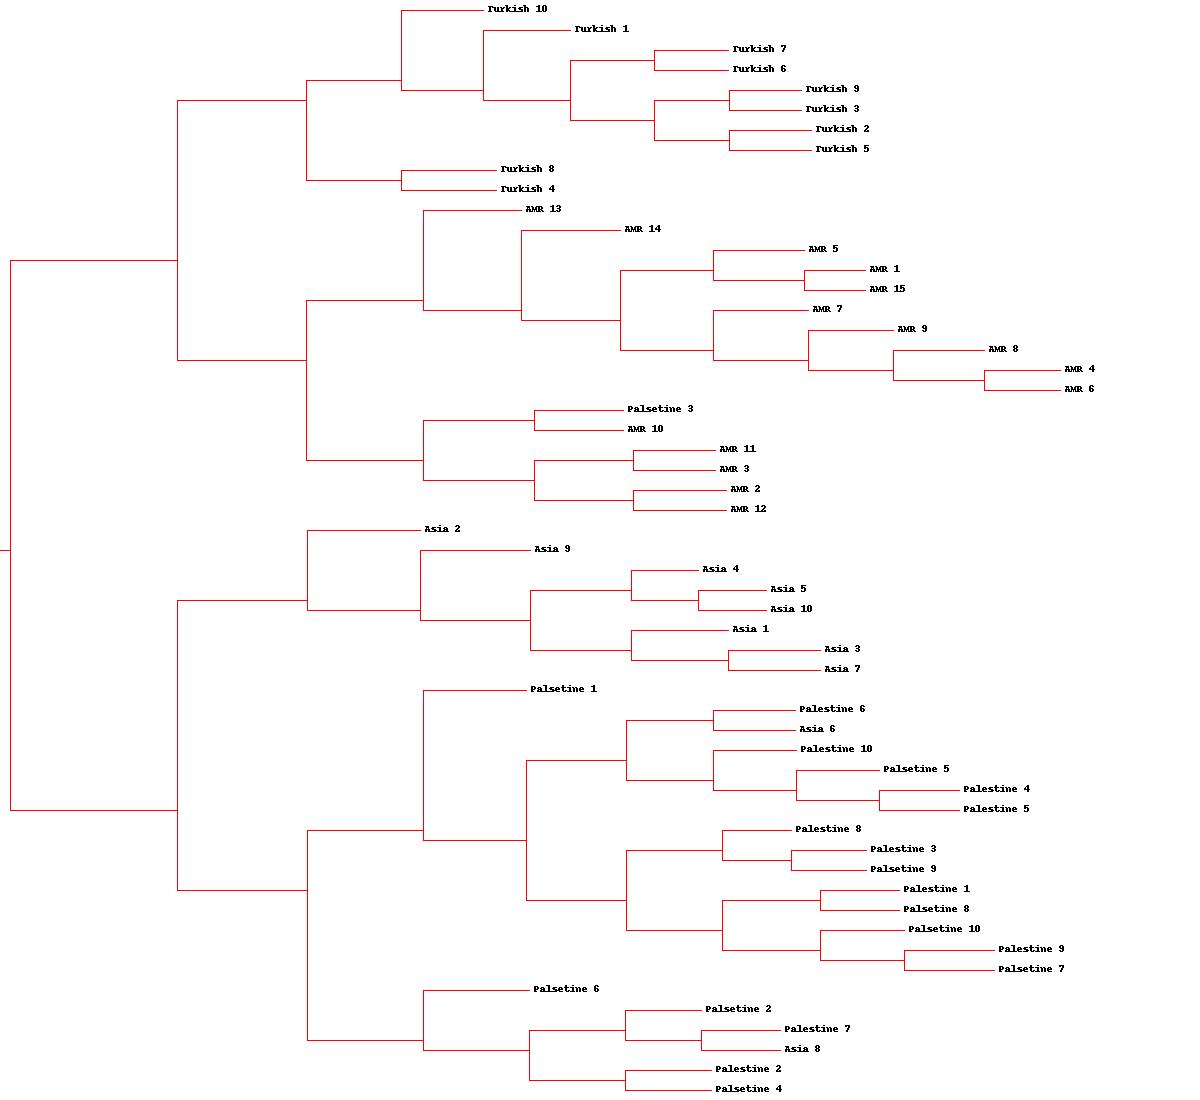 Turkish 10
Turkish 1
Turkish 7
Turkish 6
Turkish 9
Turkish 3
Turkish 2
Turkish 5
Turkish 8
Turkish 4
AMR 13
AMR 14
AMR 5
AMR 1
AMR 15
AMR 7
AMR 9
AMR 8
AMR 4
AMR 6
Palsetine 3
AMR 10
AMR 11
AMR 3
AMR 2
AMR 12
Asia 2
Asia 9
Asia 4
Asia 5
Asia 10
Asia 1
Asia 3
Asia 7
Palsetine 1
Palestine 6
Asia 6
Palestine 10
Palsetine 5
Palestine 4
Palestine 5
Palestine 8
Palestine 3
Palsetine 9
Palestine 1
Palsetine 8
Palsetine 10
Palestine 9
Palsetine 7
Palsetine 6
Palsetine 2
Palestine 7
Asia 8
Palestine 2
Palsetine 4